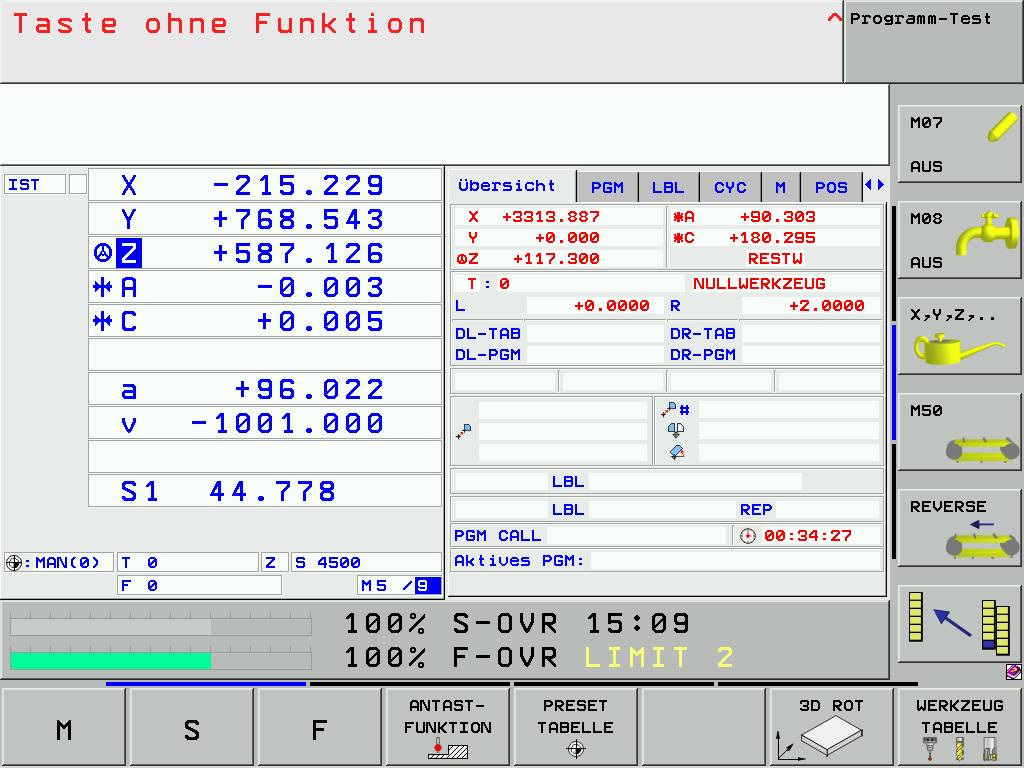 Taste ohne Funktion
^
Programm-Test
IST
X -215.229
Y +768.543
Z +587.126
A -0.003
C +0.005
a +96.022
v -1001.000
S1 44.778
:MAN(0) T 0 Z S 4500
F 0 M5 /9
Übersicht PGM LBL CYC M POS
X +3313.887 *A +90.303
Y +0.000 *C +180.295
Z +117.300 RESTW
T : 0 NULLWERKZEUG
L +0.0000 R +2.0000
DL-TAB DR-TAB
DL-PGM DR-PGM
#
LBL
LBL REP
PGM CALL 00:34:27
Aktives PGM:
M07
AUS
M08
AUS
X,Y,Z,..
M50
REVERSE
100% S-OVR 15:09
100% F-OVR LIMIT 2
M
S
F
ANTAST-
FUNKTION
PRESET
TABELLE
3D ROT
WERKZEUG
TABELLE